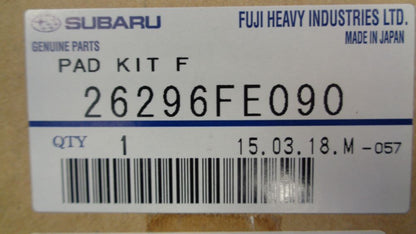 SUBARU FUJI HEAVY INDUSTRIES LTD.
GENUINE PARTS MADE IN JAPAN
PAD KIT F
26296FE090
QTY 1 15.03.18.M -057